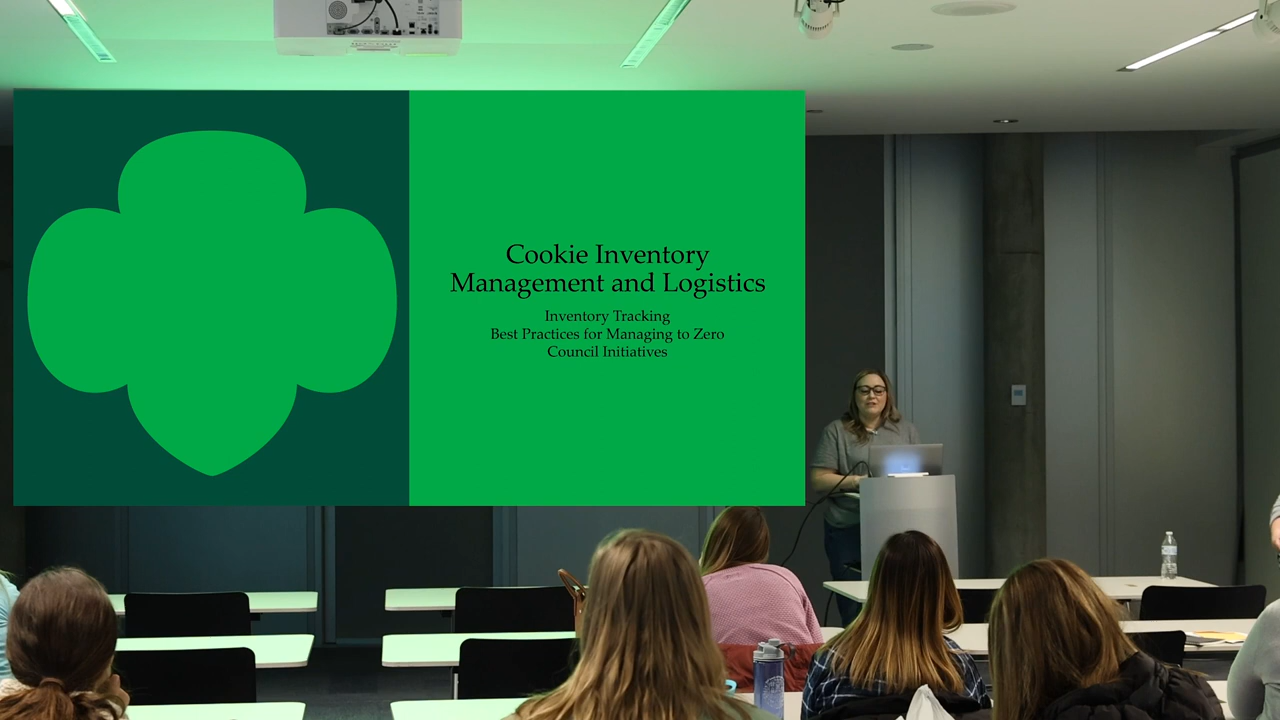 Cookie Inventory
Management and Logistics
Inventory Tracking
Best Practices for Managing to Zero
Council Initiatives